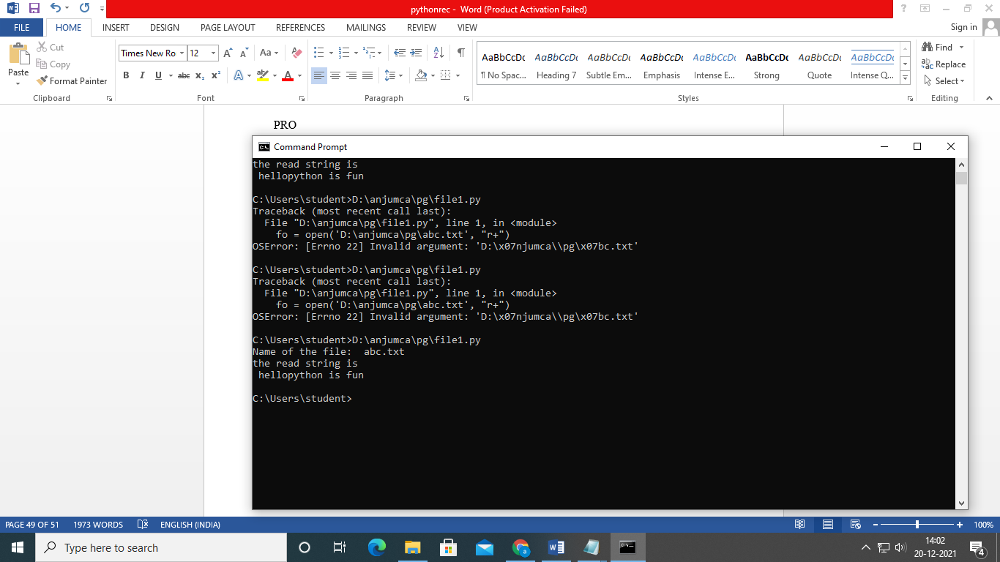 pythonrec - Word (Product Activation Failed)
FILE HOME INSERT DESIGN PAGE LAYOUT REFERENCES MAILINGS REVIEW VIEW Sign in
Paste
Cut
Copy
Format Painter
Times New Ro 12
AaBbCcDc AaBbCcDc AaBbCcDc AaBbCcDc AaBbCcDc AaBbCcDc AaBbCcDc AaBbCcDc
¶ No Spac... Heading 7 Subtle Em... Emphasis Intense E... Strong Quote Intense Q...
Find
Replace
Select
Clipboard Font Paragraph Styles Editing
PRO
Command Prompt
the read string is
hellopython is fun
C:\Users\student>D:\anjumca\pg\file1.py
Traceback (most recent call last):
File "D:\anjumca\pg\file1.py", line 1, in <module>
fo = open('D:\anjumca\pg\abc.txt', "r+")
OSError: [Errno 22] Invalid argument: 'D:\x07njumca\\pg\x07bc.txt'
C:\Users\student>D:\anjumca\pg\file1.py
Traceback (most recent call last):
File "D:\anjumca\pg\file1.py", line 1, in <module>
fo = open('D:\anjumca\pg\abc.txt', "r+")
OSError: [Errno 22] Invalid argument: 'D:\x07njumca\\pg\x07bc.txt'
C:\Users\student>D:\anjumca\pg\file1.py
Name of the file:  abc.txt
the read string is
hellopython is fun
C:\Users\student>
PAGE 49 OF 51 1973 WORDS ENGLISH (INDIA) 100%
Type here to search
14:02
20-12-2021
4